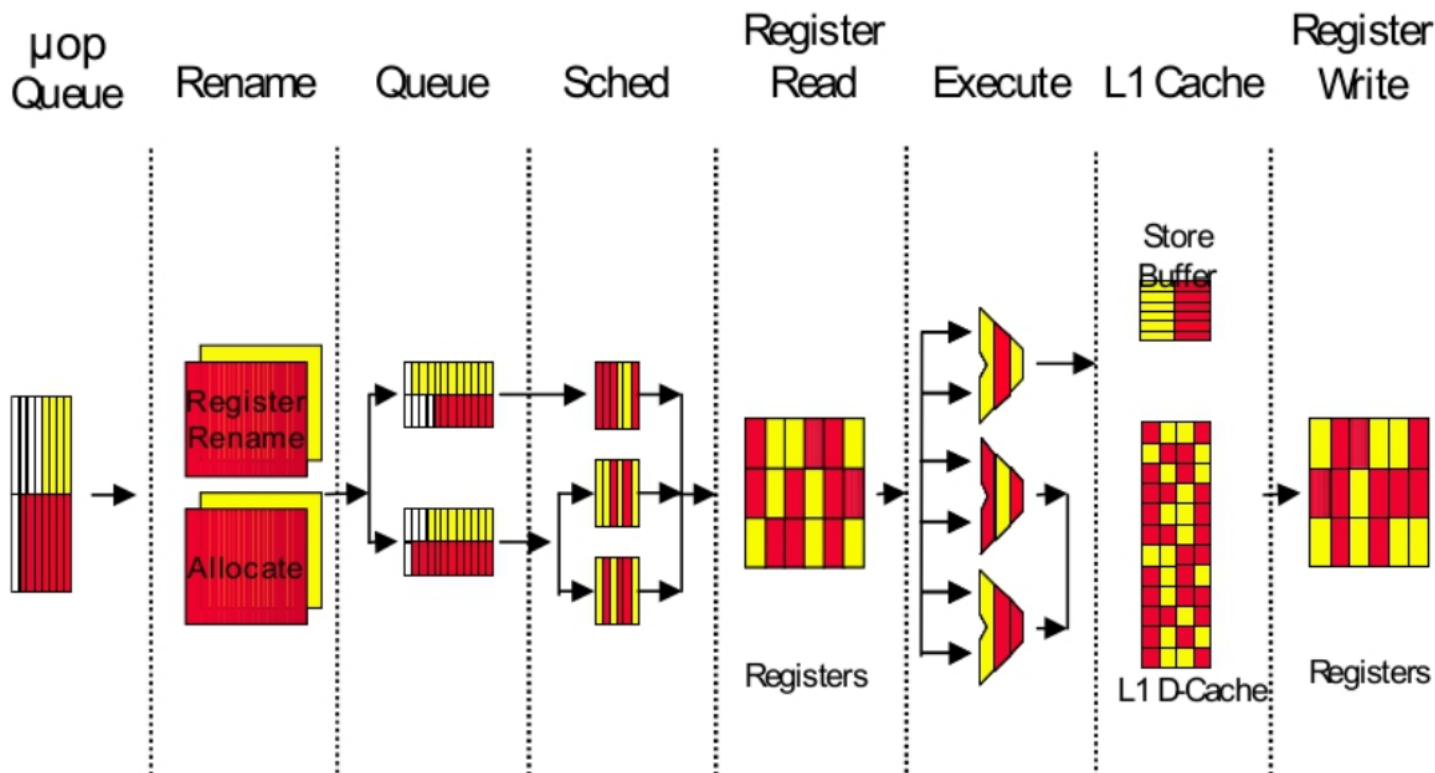 µop
Queue
Rename
Queue
Sched
Register
Read
Execute
L1 Cache
Register
Write
Store
Buffer
Register
Rename
Allocate
Registers
L1 D-Cache
Registers